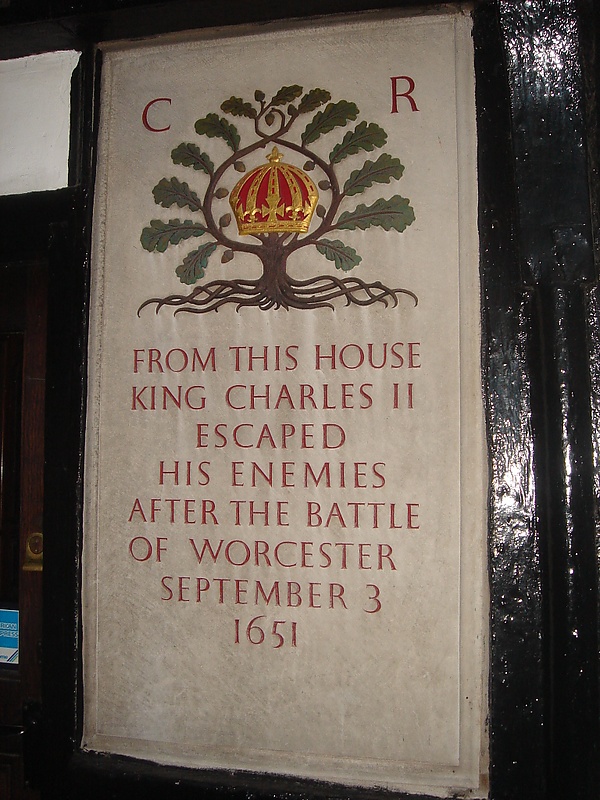 C R
FROM THIS HOUSE
KING CHARLES II
ESCAPED
HIS ENEMIES
AFTER THE BATTLE
OF WORCESTER
SEPTEMBER 3
1651